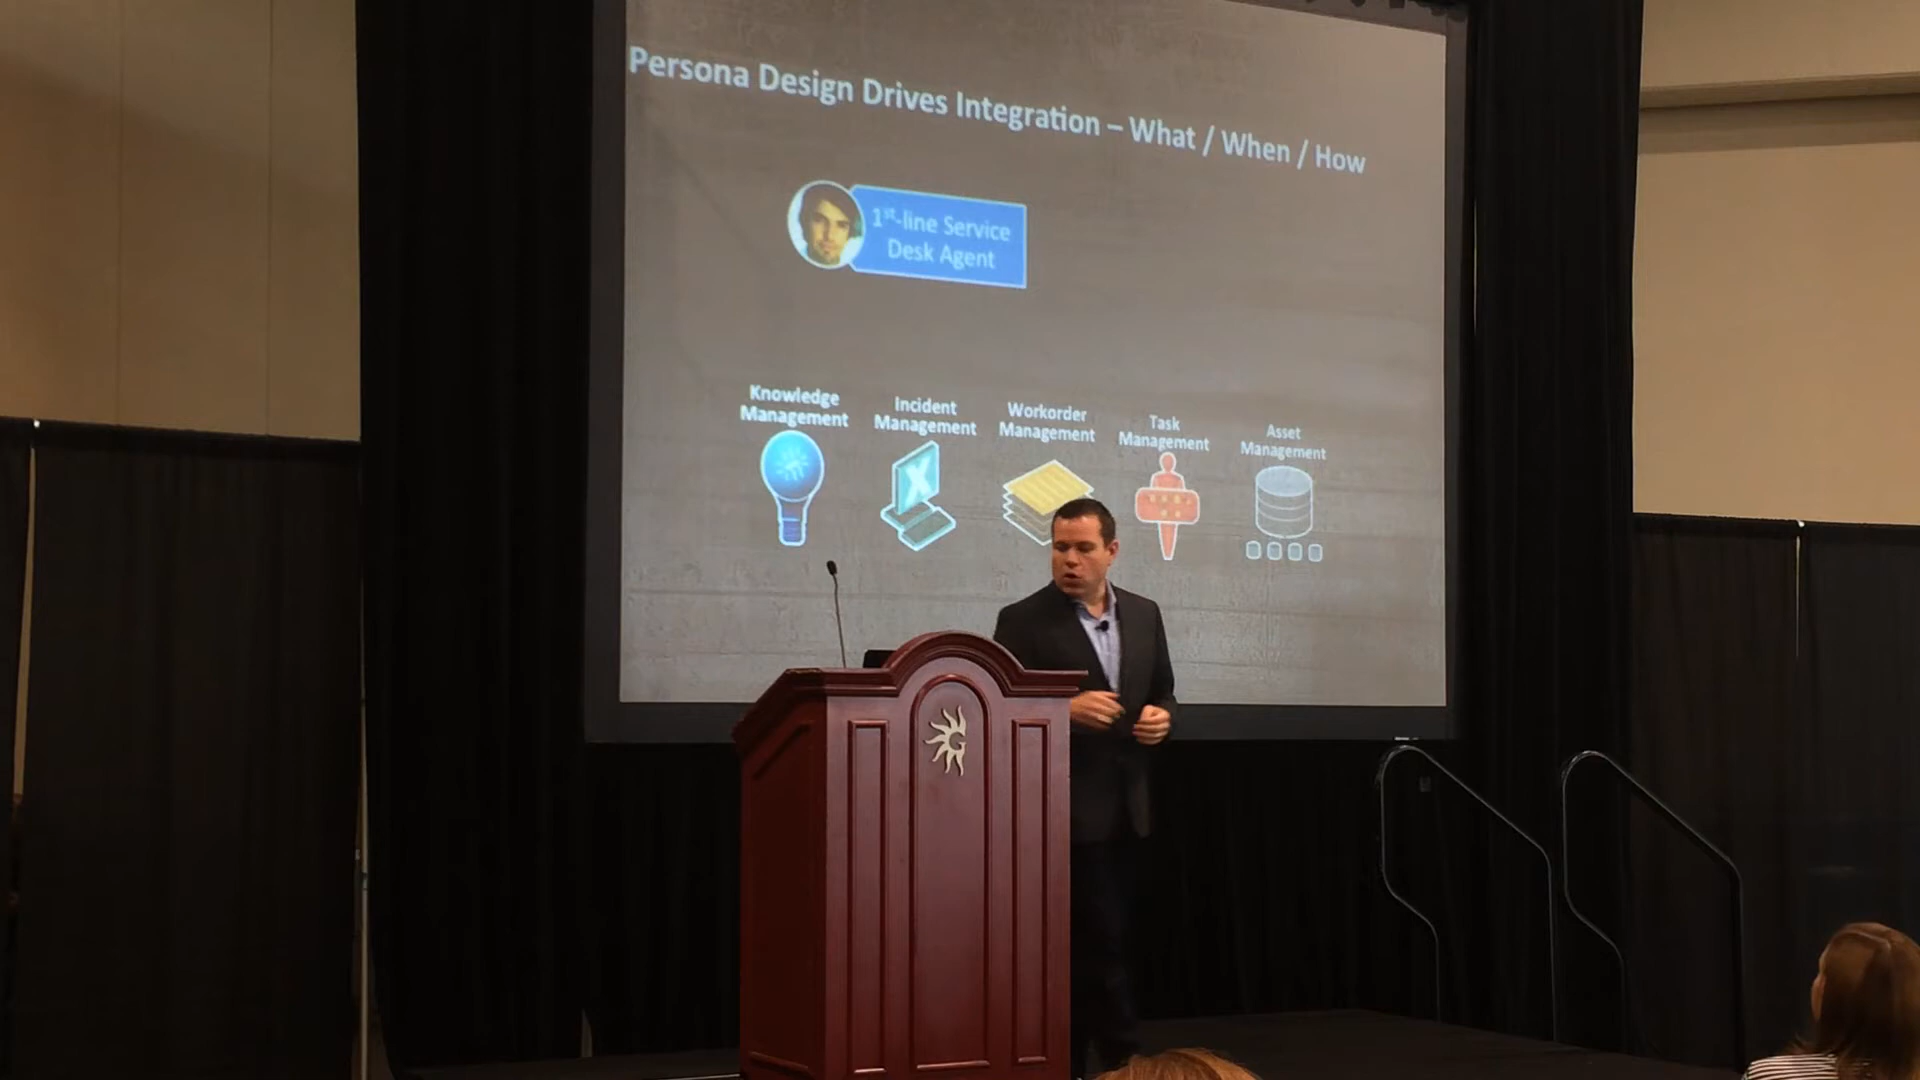 Persona Design Drives Integration – What / When / How
1st-line Service
Desk Agent
Knowledge
Management
Incident
Management
Workorder
Management
Task
Management
Asset
Management
X
G